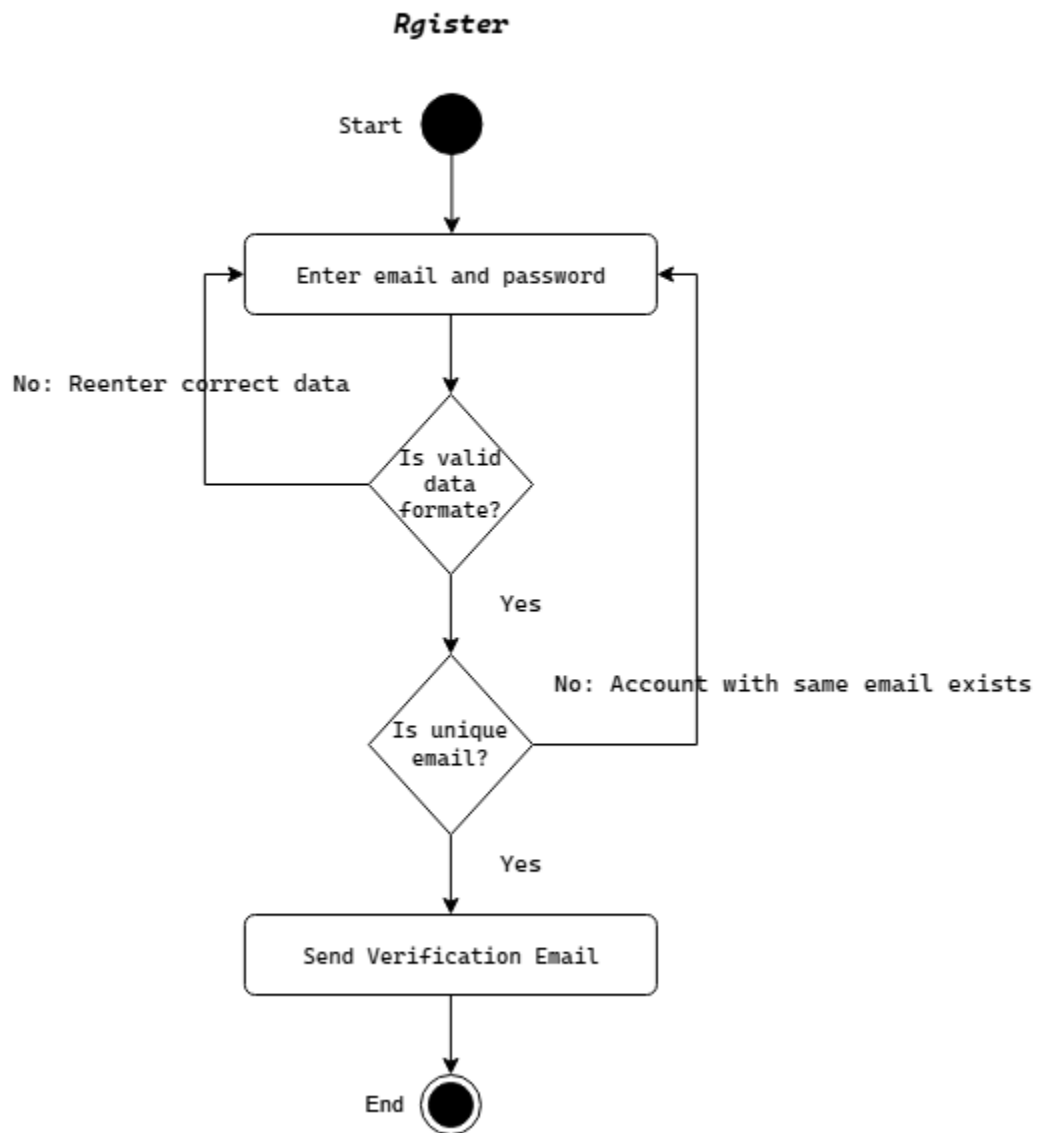 Rgister
Start
Enter email and password
No: Reenter correct data
Is valid
data
formate?
Yes
No: Account with same email exists
Is unique
email?
Yes
Send Verification Email
End